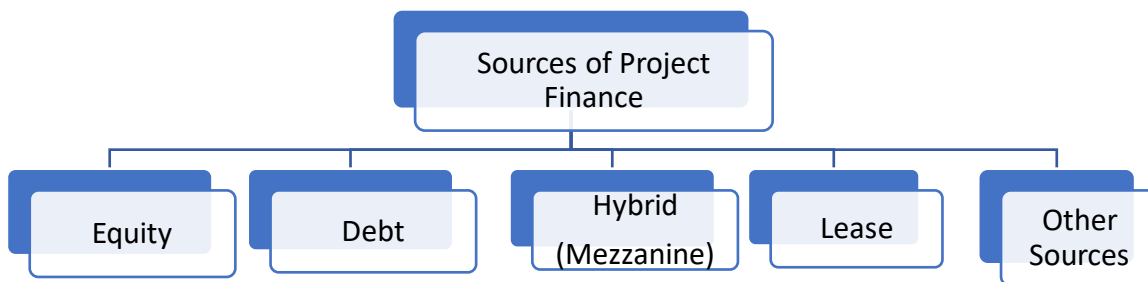 Sources of Project
Finance
Equity
Debt
Hybrid
(Mezzanine)
Lease
Other
Sources